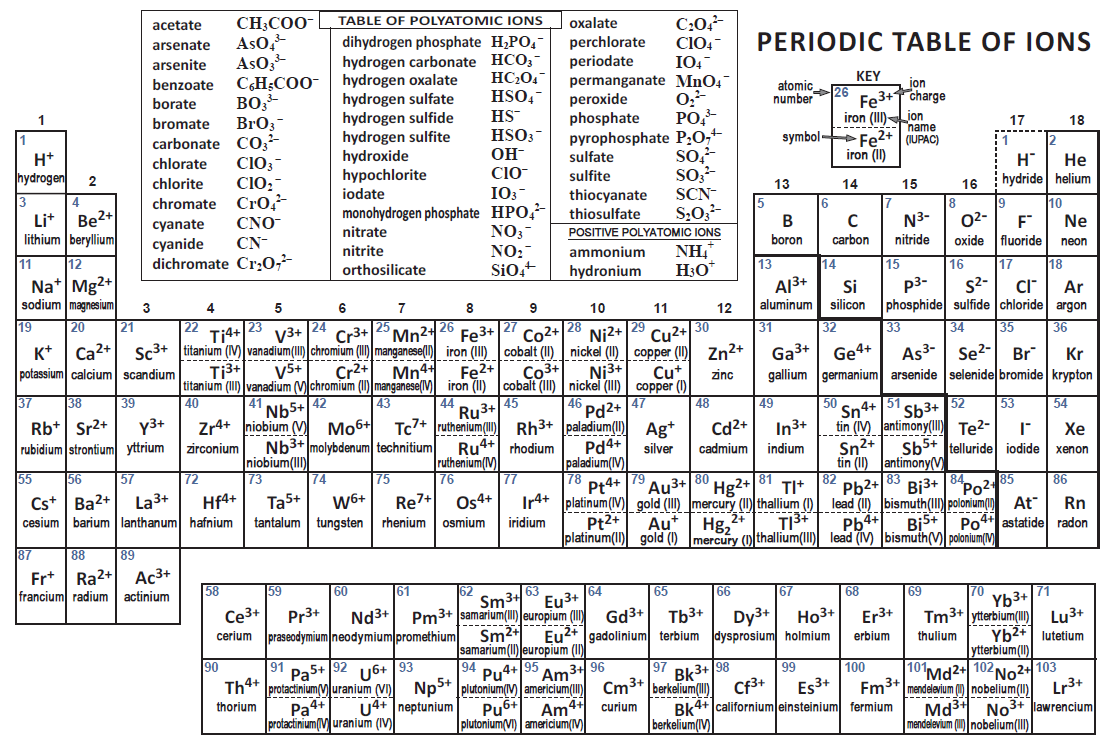 TABLE OF POLYATOMIC IONS
acetate CH₃COO⁻
arsenate AsO₄³⁻
arsenite AsO₃³⁻
benzoate C₆H₅COO⁻
borate BO₃³⁻
bromate BrO₃⁻
carbonate CO₃²⁻
chlorate ClO₃⁻
chlorite ClO₂⁻
chromate CrO₄²⁻
cyanate CNO⁻
cyanide CN⁻
dichromate Cr₂O₇²⁻
dihydrogen phosphate H₂PO₄⁻
hydrogen carbonate HCO₃⁻
hydrogen oxalate HC₂O₄⁻
hydrogen sulfate HSO₄⁻
hydrogen sulfide HS⁻
hydrogen sulfite HSO₃⁻
hydroxide OH⁻
hypochlorite ClO⁻
iodate IO₃⁻
monohydrogen phosphate HPO₄²⁻
nitrate NO₃⁻
nitrite NO₂⁻
orthosilicate SiO₄⁴⁻
oxalate C₂O₄²⁻
perchlorate ClO₄⁻
periodate IO₄⁻
permanganate MnO₄⁻
peroxide O₂²⁻
phosphate PO₄³⁻
pyrophosphate P₂O₇⁴⁻
sulfate SO₄²⁻
sulfite SO₃²⁻
thiocyanate SCN⁻
thiosulfate S₂O₃²⁻
POSITIVE POLYATOMIC IONS
ammonium NH₄⁺
hydronium H₃O⁺
PERIODIC TABLE OF IONS
KEY
atomic number
26 Fe³⁺
iron (III)
Fe²⁺
iron (II)
ion charge
ion name (IUPAC)
symbol
1 17 18
1 1 2
H⁺ H⁻ He
hydrogen hydride helium
2 13 14 15 16
3 4 5 6 7 8 9 10
Li⁺ Be²⁺ B C N³⁻ O²⁻ F⁻ Ne
lithium beryllium boron carbon nitride oxide fluoride neon
11 12 13 14 15 16 17 18
Na⁺ Mg²⁺ Al³⁺ Si P³⁻ S²⁻ Cl⁻ Ar
sodium magnesium aluminum silicon phosphide sulfide chloride argon
3 4 5 6 7 8 9 10 11 12
19 20 21 22 23 24 25 26 27 28 29 30 31 32 33 34 35 36
Ti⁴⁺ V³⁺ Cr³⁺ Mn²⁺ Fe³⁺ Co²⁺ Ni²⁺ Cu²⁺
titanium (IV) vanadium(III) chromium (III) manganese(II) iron (III) cobalt (II) nickel (II) copper (II)
K⁺ Ca²⁺ Sc³⁺ Zn²⁺ Ga³⁺ Ge⁴⁺ As³⁻ Se²⁻ Br⁻ Kr
potassium calcium scandium zinc gallium germanium arsenide selenide bromide krypton
Ti³⁺ V⁵⁺ Cr²⁺ Mn⁴⁺ Fe²⁺ Co³⁺ Ni³⁺ Cu⁺
titanium (III) vanadium (V) chromium (II) manganese(IV) iron (II) cobalt (III) nickel (III) copper (I)
37 38 39 40 41 42 43 44 45 46 47 48 49 50 51 52 53 54
Nb⁵⁺ Ru³⁺ Pd²⁺ Sn⁴⁺ Sb³⁺
niobium (V) ruthenium(III) palladium(II) tin (IV) antimony(III)
Rb⁺ Sr²⁺ Y³⁺ Zr⁴⁺ Mo⁶⁺ Tc⁷⁺ Rh³⁺ Ag⁺ Cd²⁺ In³⁺ Te²⁻ I⁻ Xe
rubidium strontium yttrium zirconium molybdenum technitium rhodium silver cadmium indium telluride iodide xenon
Nb³⁺ Ru⁴⁺ Pd⁴⁺ Sn²⁺ Sb⁵⁺
niobium(III) ruthenium(IV) paladium(IV) tin (II) antimony(V)
55 56 57 72 73 74 75 76 77 78 79 80 81 82 83 84 85 86
Pt⁴⁺ Au³⁺ Hg²⁺ Tl⁺ Pb²⁺ Bi³⁺ Po²⁺
platinum(IV) gold (III) mercury (II) thallium (I) lead (II) bismuth(III) polonium(II)
Cs⁺ Ba²⁺ La³⁺ Hf⁴⁺ Ta⁵⁺ W⁶⁺ Re⁷⁺ Os⁴⁺ Ir⁴⁺ At⁻ Rn
cesium barium lanthanum hafnium tantalum tungsten rhenium osmium iridium astatide radon
Pt²⁺ Au⁺ Hg₂²⁺ Tl³⁺ Pb⁴⁺ Bi⁵⁺ Po⁴⁺
platinum(II) gold (I) mercury (I) thallium(III) lead (IV) bismuth(V) polonium(IV)
87 88 89
Fr⁺ Ra²⁺ Ac³⁺
francium radium actinium
58 59 60 61 62 63 64 65 66 67 68 69 70 71
Sm³⁺ Eu³⁺ Yb³⁺
samarium(III) europium (III) ytterbium(III)
Ce³⁺ Pr³⁺ Nd³⁺ Pm³⁺ Gd³⁺ Tb³⁺ Dy³⁺ Ho³⁺ Er³⁺ Tm³⁺ Lu³⁺
cerium praseodymium neodymium promethium gadolinium terbium dysprosium holmium erbium thulium lutetium
Sm²⁺ Eu²⁺ Yb²⁺
samarium(II) europium (II) ytterbium(II)
90 91 92 93 94 95 96 97 98 99 100 101 102 103
Pa⁵⁺ U⁶⁺ Pu⁴⁺ Am³⁺ Bk³⁺ Md²⁺ No²⁺
protactinium(V) uranium (VI) plutonium(IV) americium(III) berkelium(III) mendelevium (II) nobelium(II)
Th⁴⁺ Np⁵⁺ Cm³⁺ Cf³⁺ Es³⁺ Fm³⁺ Lr³⁺
thorium neptunium curium californium einsteinium fermium lawrencium
Pa⁴⁺ U⁴⁺ Pu⁶⁺ Am⁴⁺ Bk⁴⁺ Md³⁺ No³⁺
protactinium(IV) uranium (IV) plutonium(VI) americium(IV) berkelium(IV) mendelevium (III) nobelium(III)